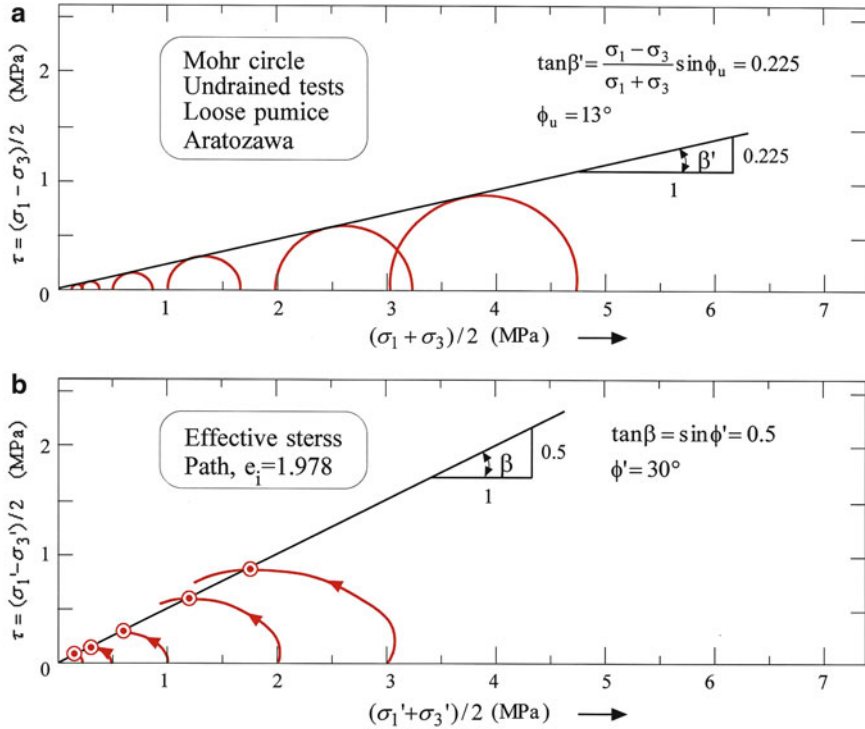 a
2
1
0
τ = (σ₁ − σ₃)/2 (MPa)
Mohr circle
Undrained tests
Loose pumice
Aratozawa
tanβ' = (σ₁ − σ₃)/(σ₁ + σ₃) sinϕᵤ = 0.225
ϕᵤ = 13°
β'
0.225
1
1 2 3 4 5 6 7
(σ₁ + σ₃)/2 (MPa)
b
2
1
0
τ = (σ₁' − σ₃')/2 (MPa)
Effective sterss
Path, eᵢ=1.978
β
0.5
1
tanβ = sinϕ' = 0.5
ϕ' = 30°
1 2 3 4 5 6 7
(σ₁'+σ₃')/2 (MPa)